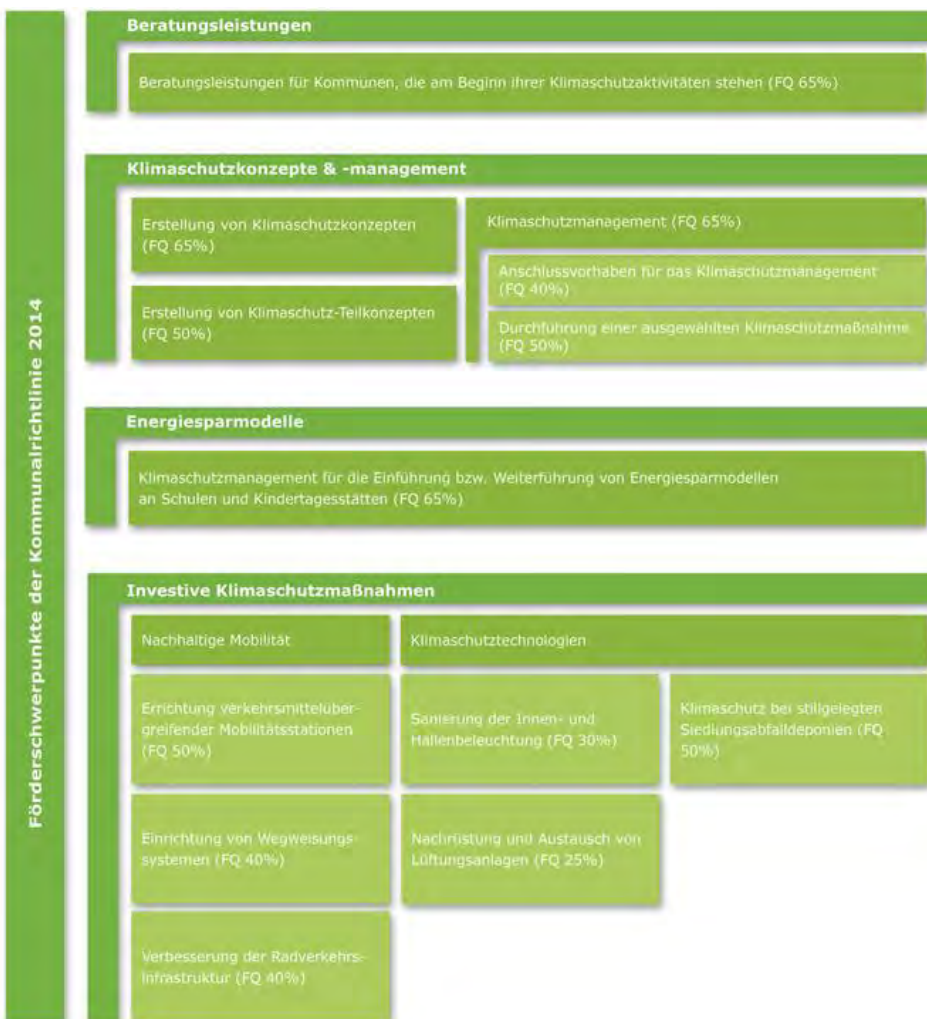 Förderschwerpunkte der Kommunalrichtlinie 2014
Beratungsleistungen
Beratungsleistungen für Kommunen, die am Beginn ihrer Klimaschutzaktivitäten stehen (FQ 65%)
Klimaschutzkonzepte & -management
Erstellung von Klimaschutzkonzepten
(FQ 65%)
Erstellung von Klimaschutz-Teilkonzepten
(FQ 50%)
Klimaschutzmanagement (FQ 65%)
Anschlussvorhaben für das Klimaschutzmanagement
(FQ 40%)
Durchführung einer ausgewählten Klimaschutzmaßnahme
(FQ 50%)
Energiesparmodelle
Klimaschutzmanagement für die Einführung bzw. Weiterführung von Energiesparmodellen
an Schulen und Kindertagesstätten (FQ 65%)
Investive Klimaschutzmaßnahmen
Nachhaltige Mobilität
Errichtung verkehrsmittelüber-
greifender Mobilitätsstationen
(FQ 50%)
Einrichtung von Wegweisungs-
systemen (FQ 40%)
Verbesserung der Radverkehrs-
infrastruktur (FQ 40%)
Klimaschutztechnologien
Sanierung der Innen- und
Hallenbeleuchtung (FQ 30%)
Nachrüstung und Austausch von
Lüftungsanlagen (FQ 25%)
Klimaschutz bei stillgelegten
Siedlungsabfalldeponien (FQ
50%)